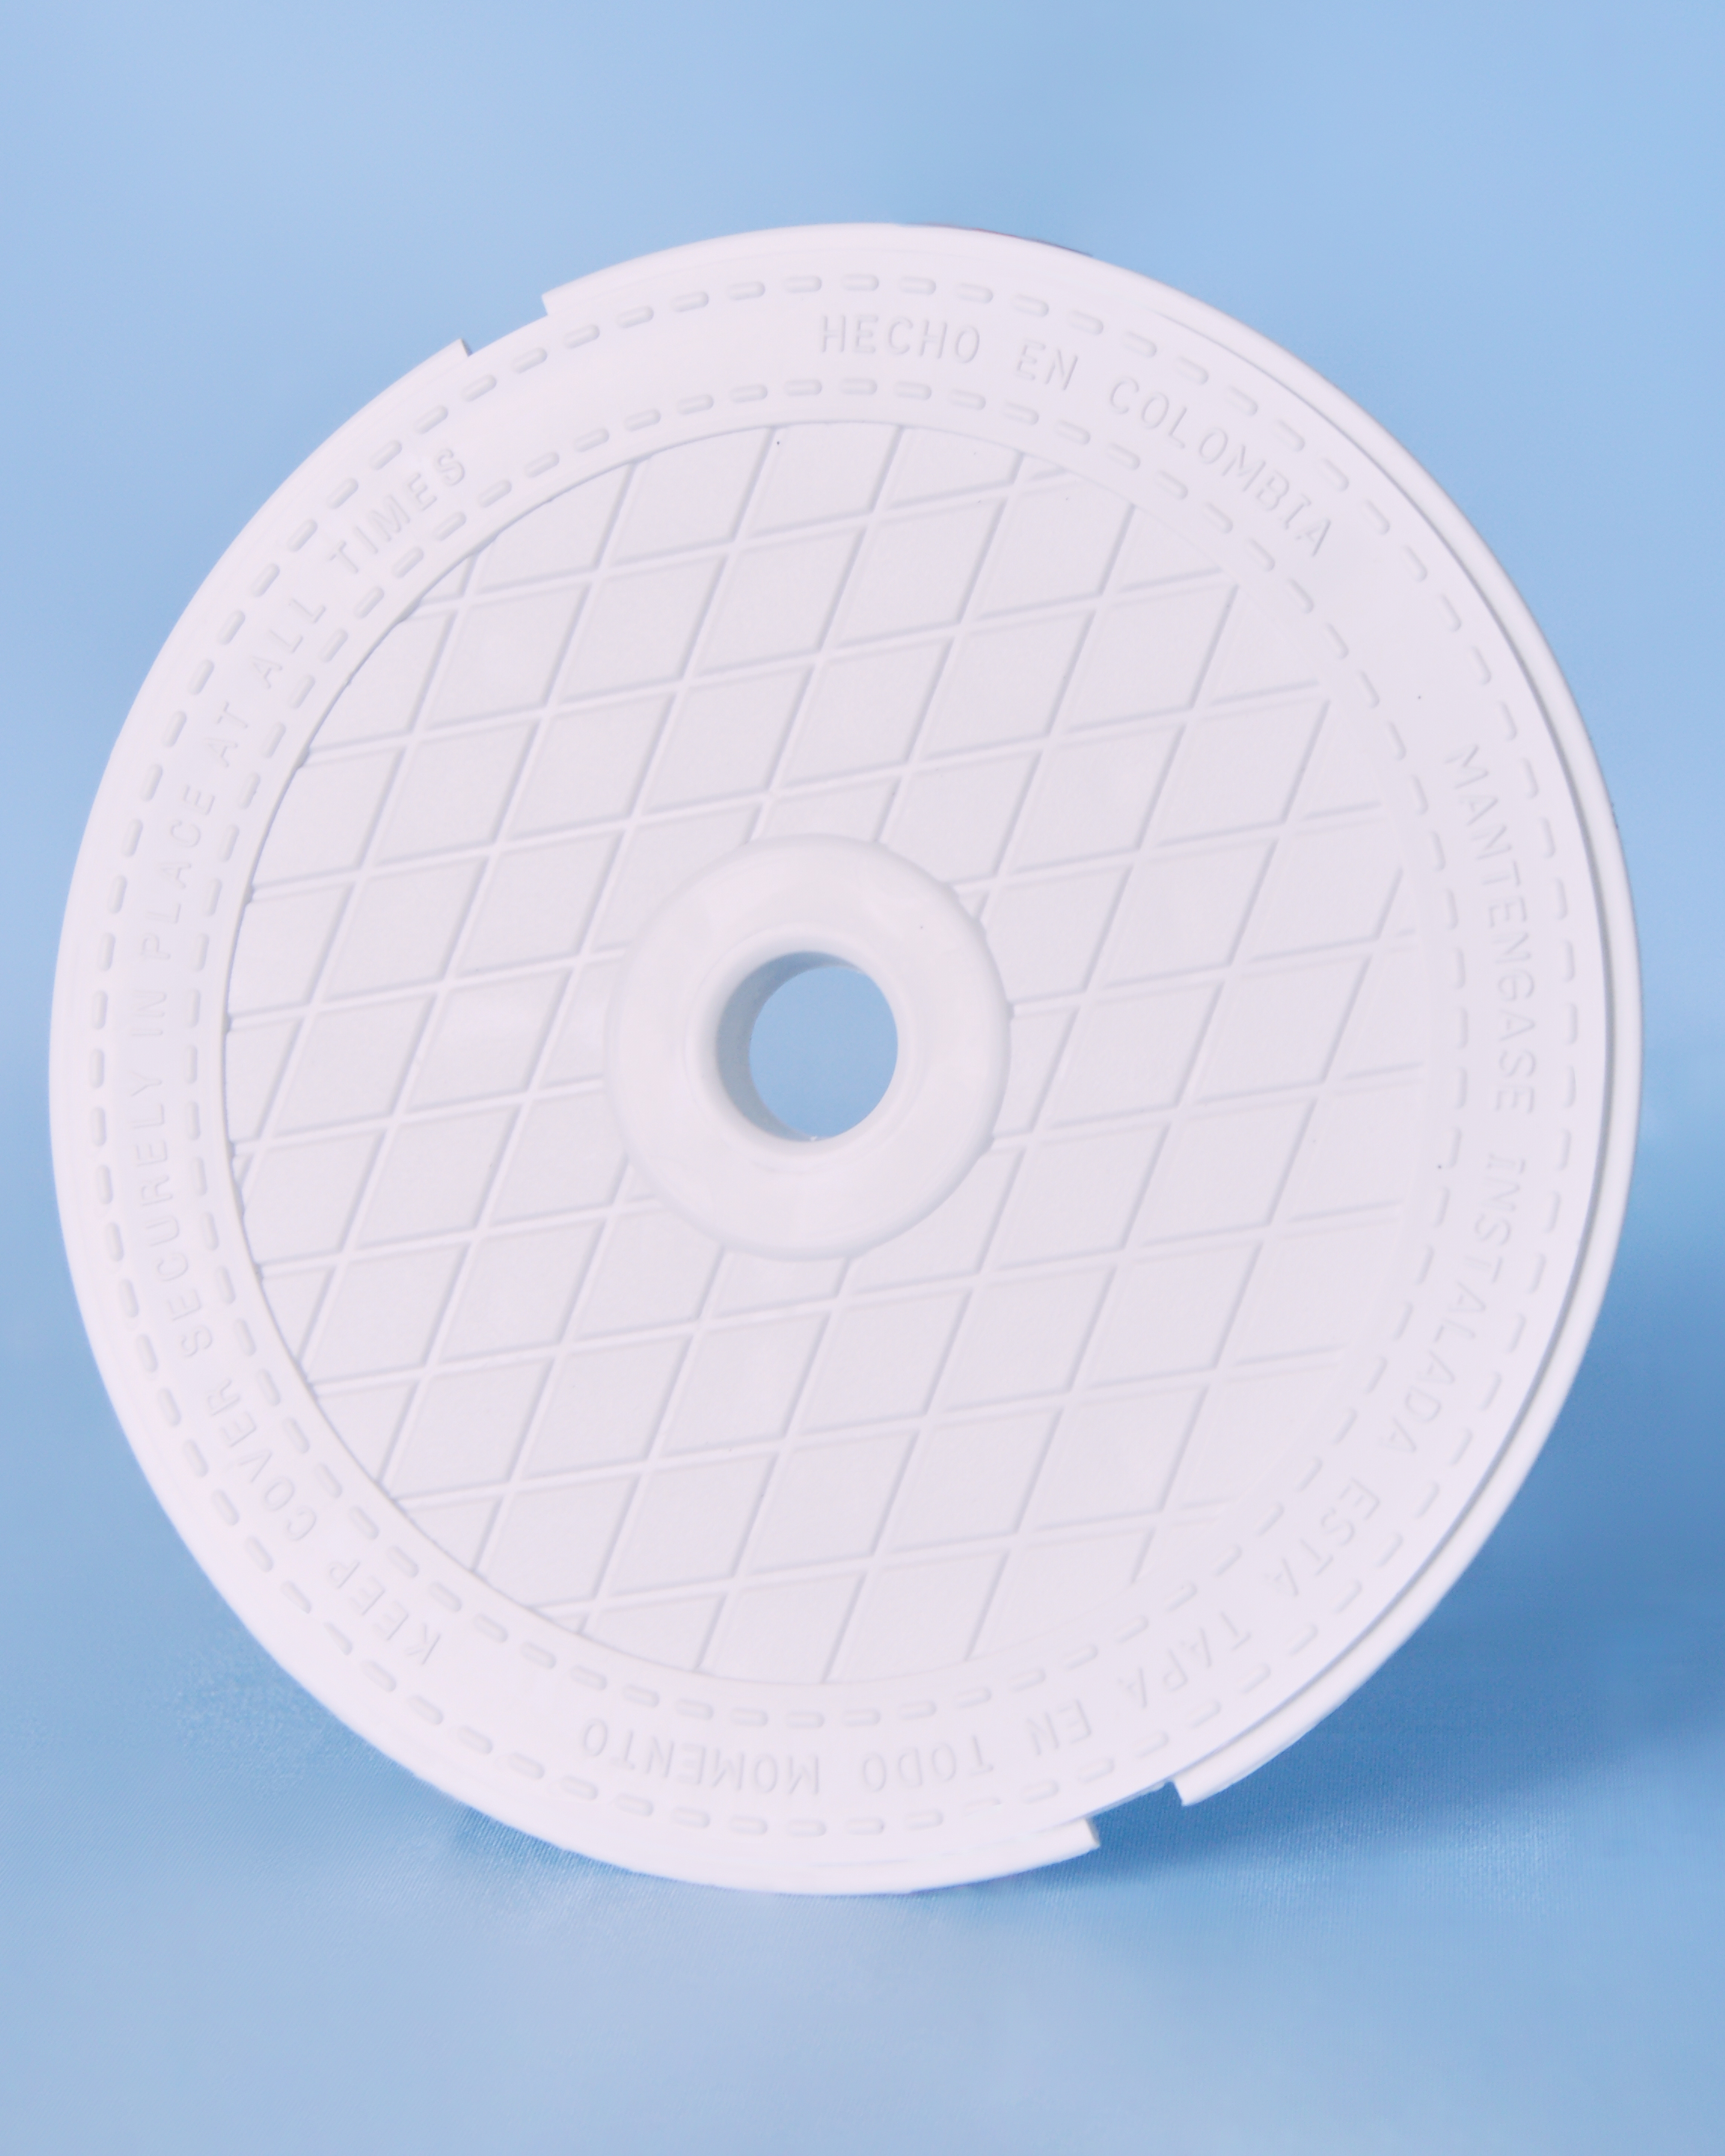 HECHO EN COLOMBIA
MANTENGASE INSTALADA ESTA TAPA EN TODO MOMENTO
KEEP COVER SECURELY IN PLACE AT ALL TIMES